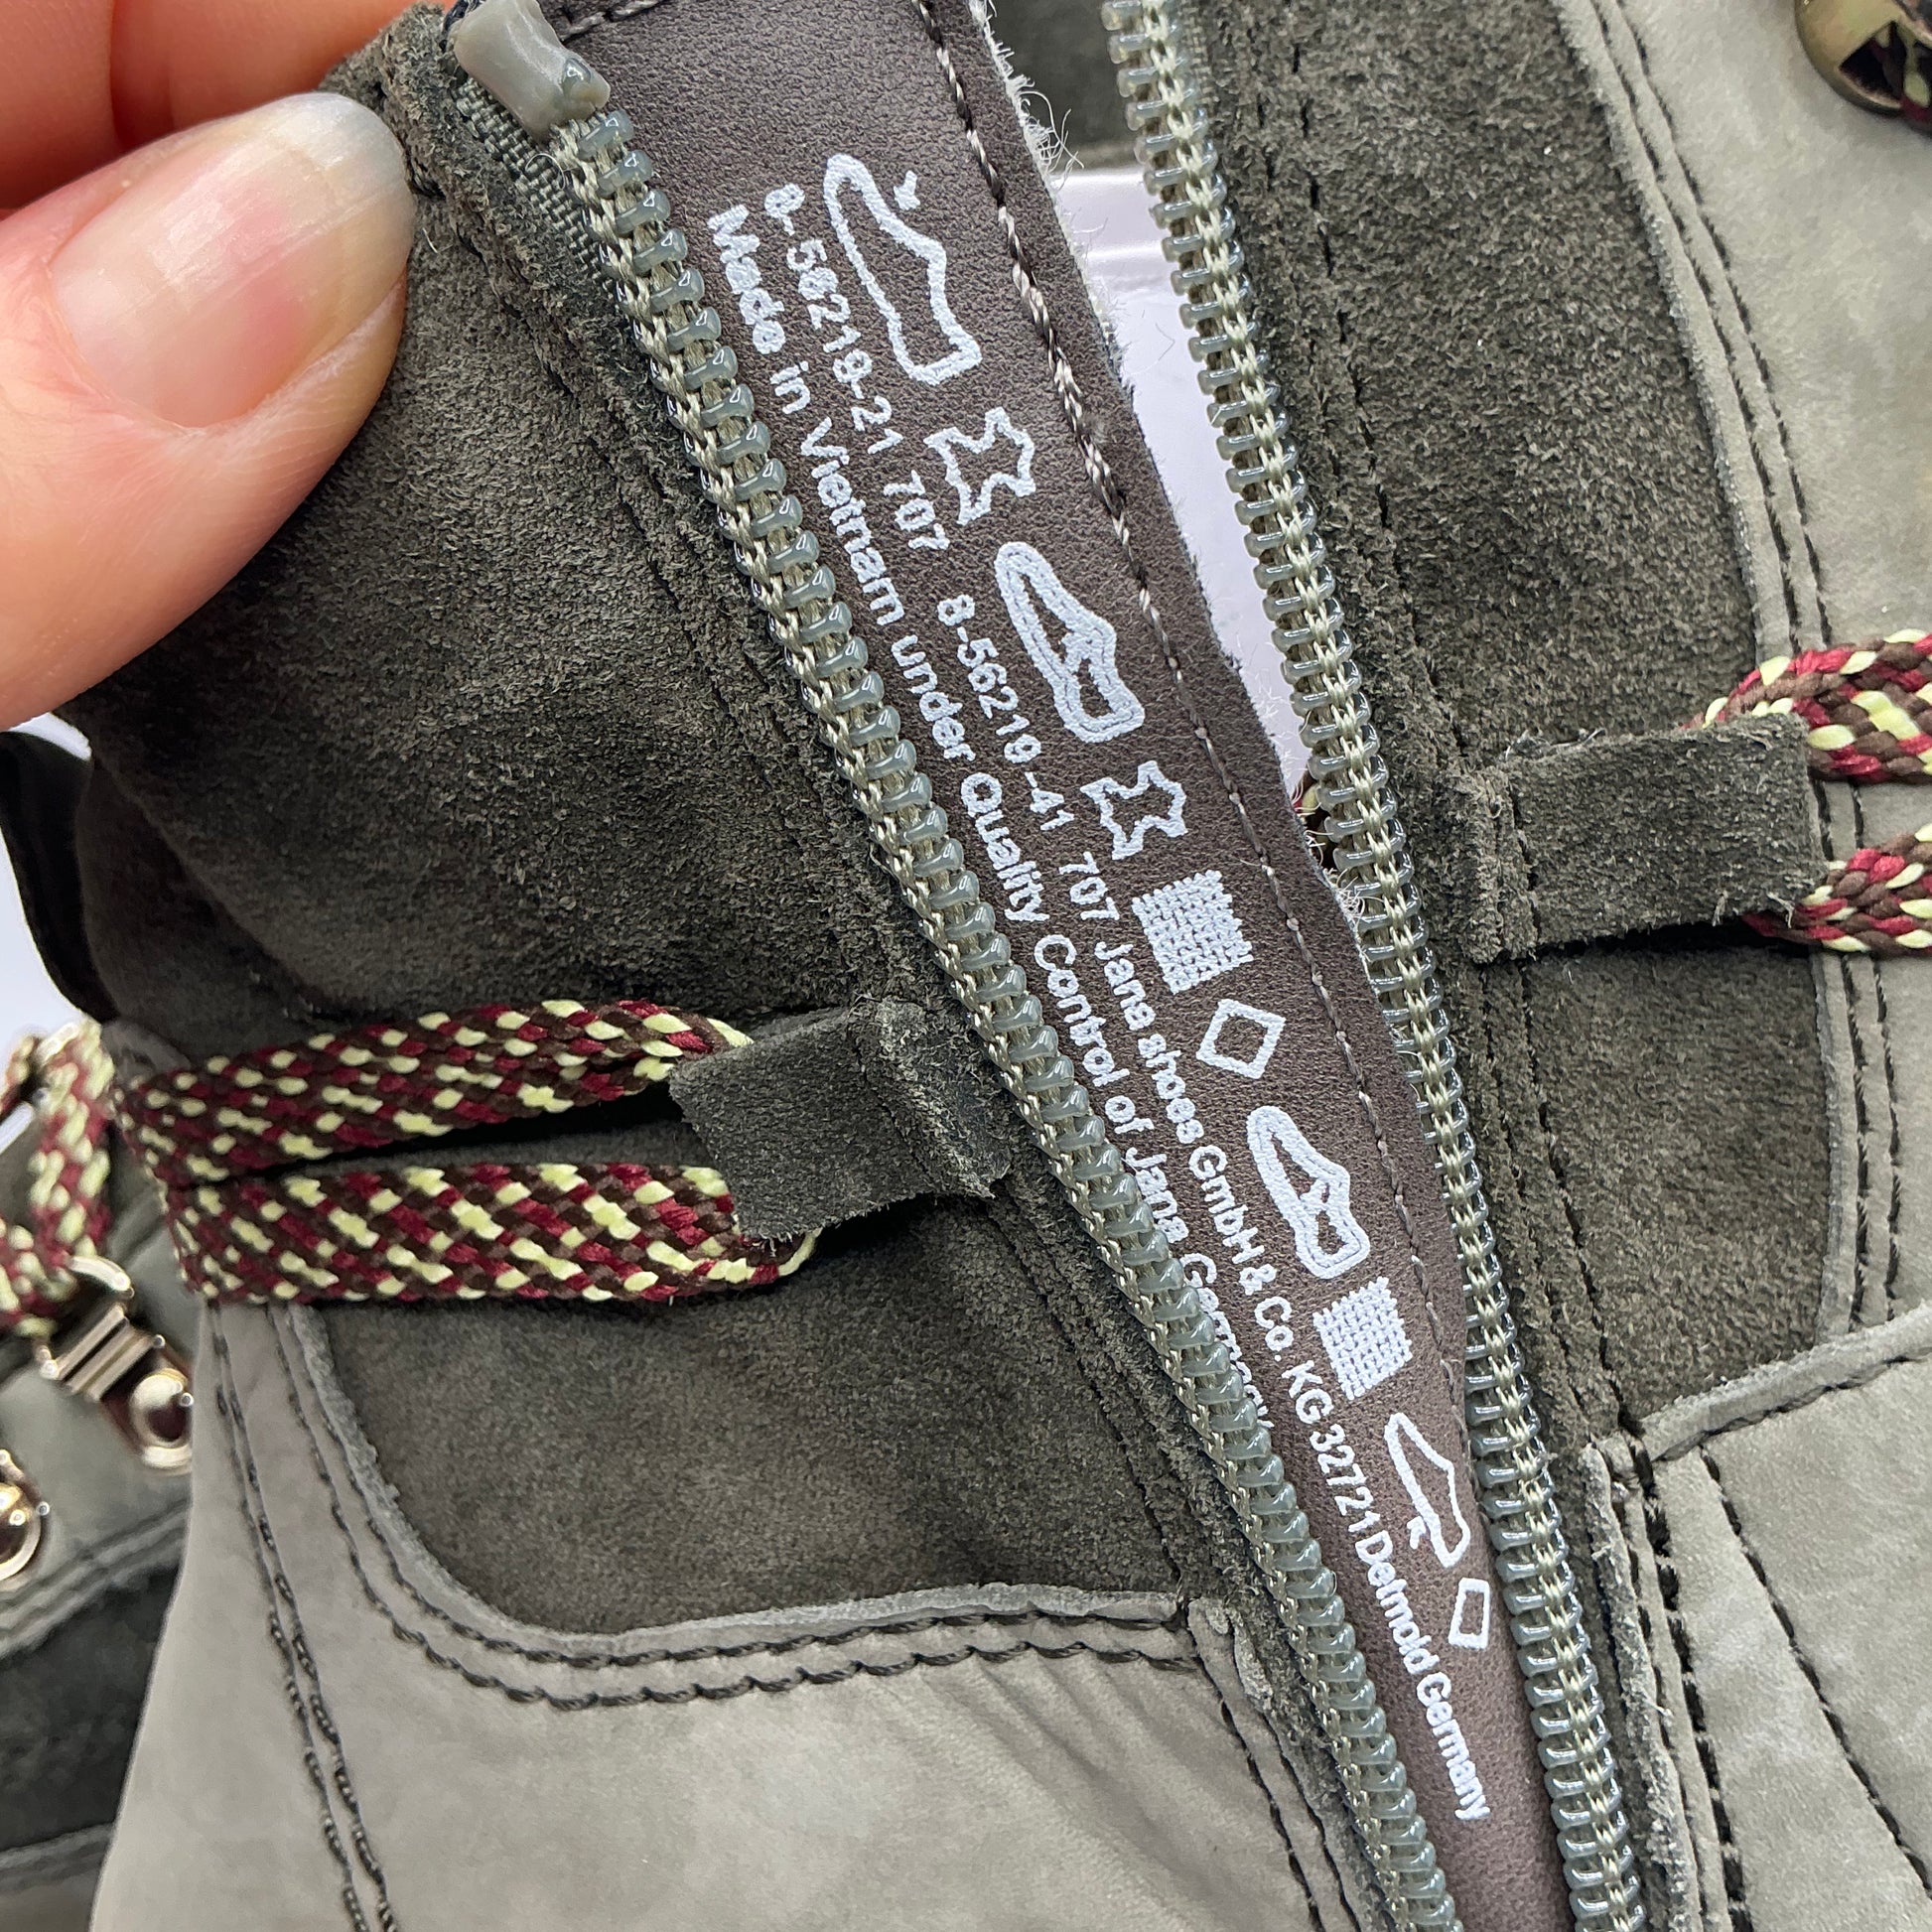 8-56219-21 707 8-56219-41 707 Jana shoes GmbH & Co. KG 32721 Detmold Germany
Made in Vietnam under Quality Control of Jana Germany